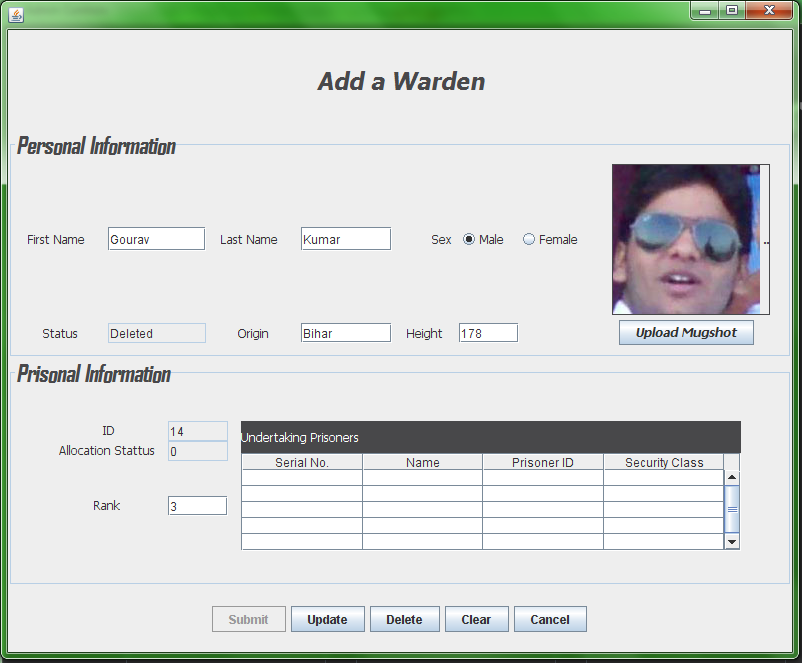 Add a Warden
Personal Information
First Name Gourav Last Name Kumar Sex Male Female
..
Status Deleted Origin Bihar Height 178
Upload Mugshot
Prisonal Information
ID 14
Allocation Stattus 0
Undertaking Prisoners
Serial No. Name Prisoner ID Security Class
Rank 3
Submit Update Delete Clear Cancel